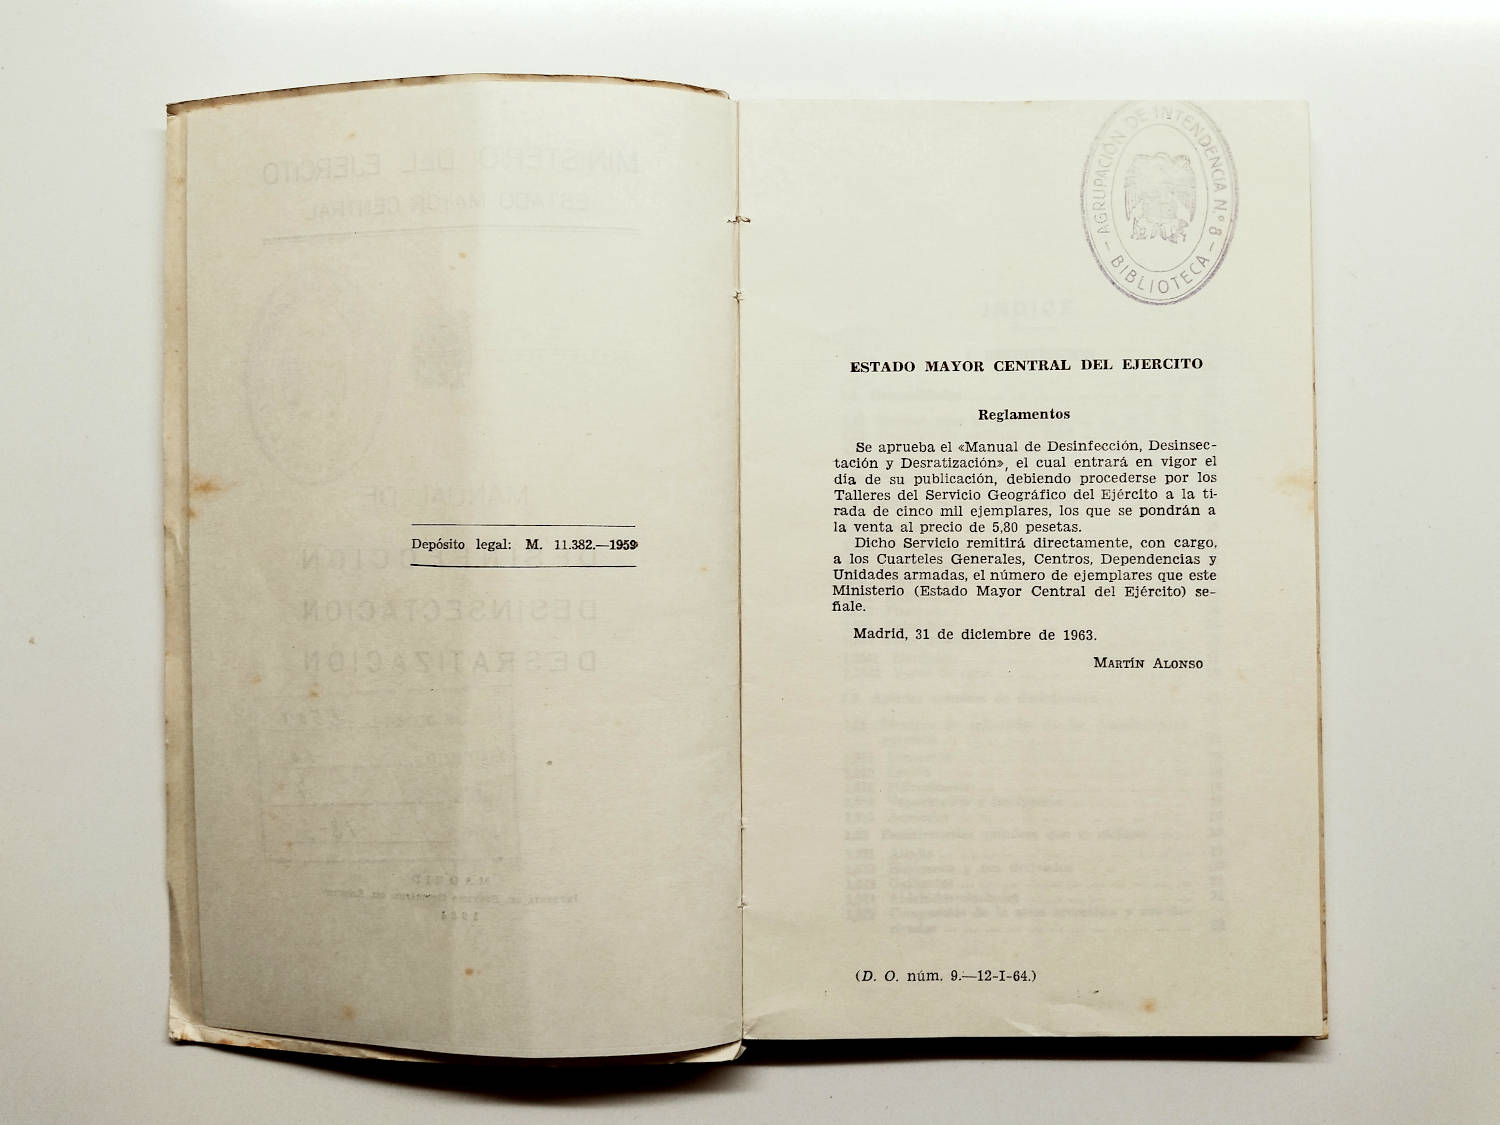 Depósito legal: M. 11.382.—1959
AGRUPACIÓN DE INTENDENCIA N.º 8
— BIBLIOTECA —
ESTADO MAYOR CENTRAL DEL EJERCITO
Reglamentos
Se aprueba el «Manual de Desinfección, Desinsec-
tación y Desratización», el cual entrará en vigor el
día de su publicación, debiendo procederse por los
Talleres del Servicio Geográfico del Ejército a la ti-
rada de cinco mil ejemplares, los que se pondrán a
la venta al precio de 5,80 pesetas.
Dicho Servicio remitirá directamente, con cargo,
a los Cuarteles Generales, Centros, Dependencias y
Unidades armadas, el número de ejemplares que este
Ministerio (Estado Mayor Central del Ejército) se-
ñale.
Madrid, 31 de diciembre de 1963.
MARTÍN ALONSO
(D. O. núm. 9.—12-I-64.)